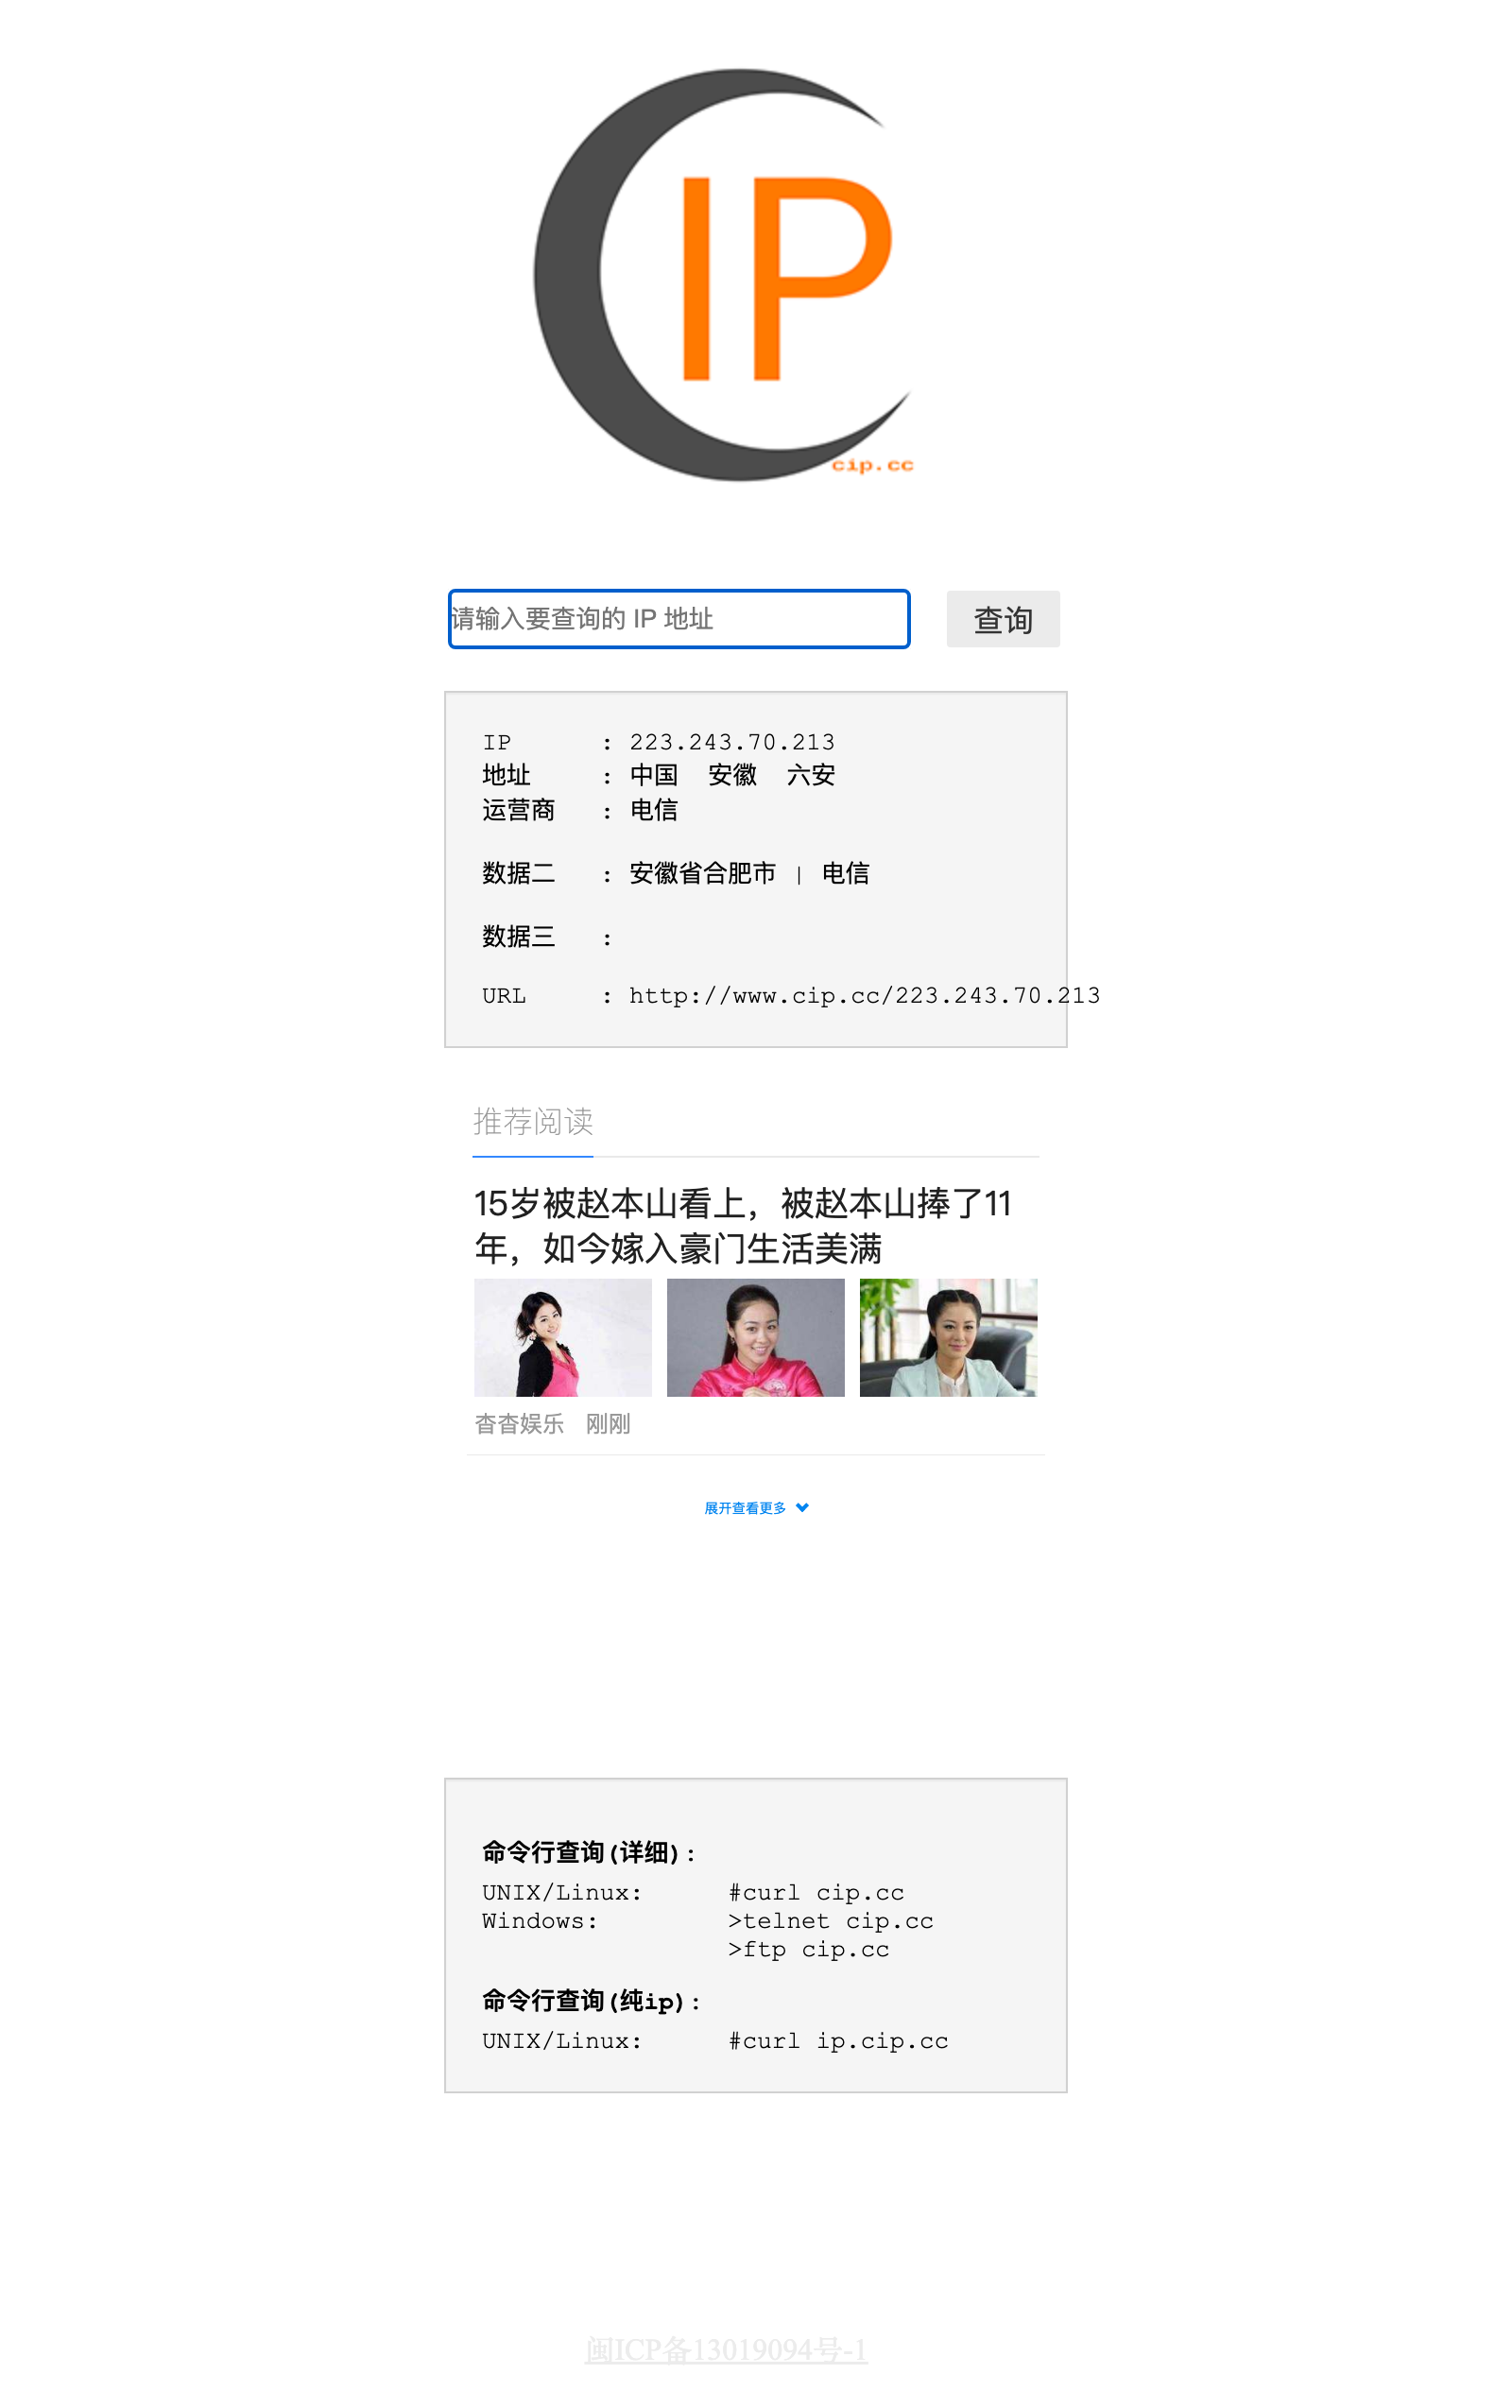 IP
cip.cc
请输入要查询的 IP 地址
查询
IP : 223.243.70.213
地址 : 中国 安徽 六安
运营商 : 电信
数据二 : 安徽省合肥市 | 电信
数据三 :
URL : http://www.cip.cc/223.243.70.213
推荐阅读
15岁被赵本山看上，被赵本山捧了11
年，如今嫁入豪门生活美满
杳杳娱乐 刚刚
展开查看更多
命令行查询(详细):
UNIX/Linux: #curl cip.cc
Windows: >telnet cip.cc
>ftp cip.cc
命令行查询(纯ip):
UNIX/Linux: #curl ip.cip.cc
闽ICP备13019094号-1